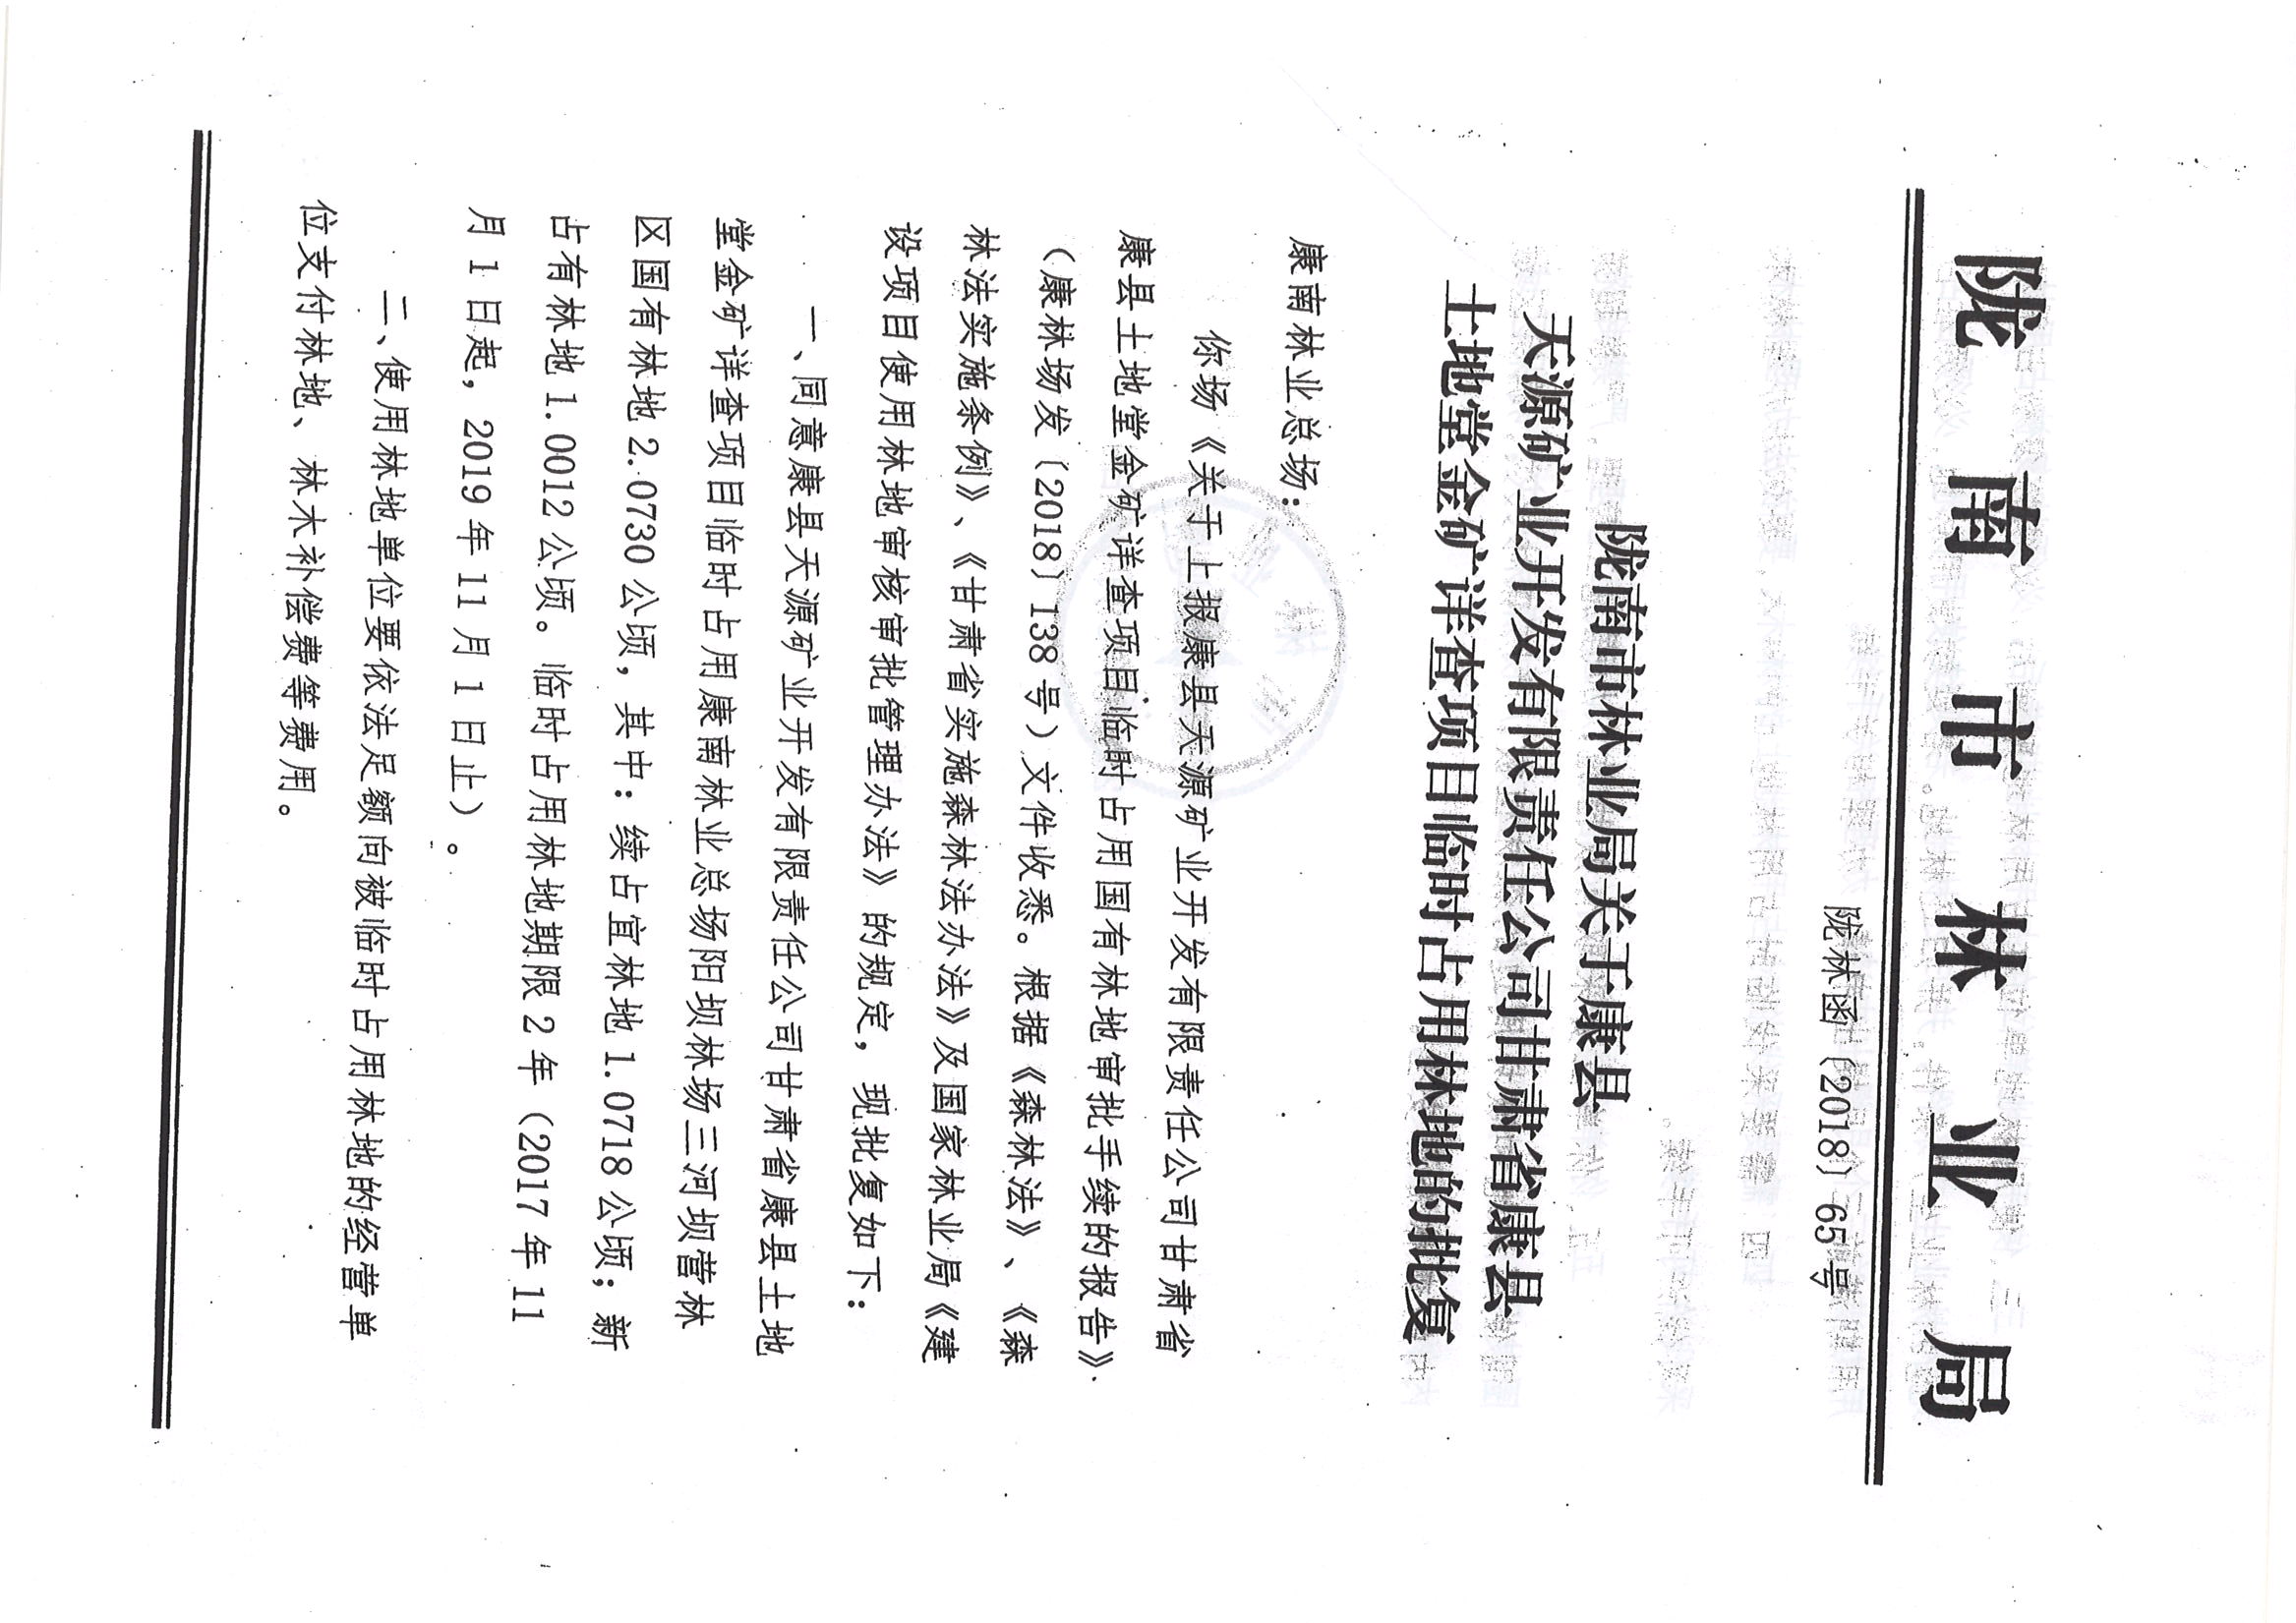 陇南市林业局
陇林函〔2018〕65号
陇南市林业局关于康县
天源矿业开发有限责任公司甘肃省康县
土地堂金矿详查项目临时占用林地的批复
康南林业总场：
你场《关于上报康县天源矿业开发有限责任公司甘肃省
康县土地堂金矿详查项目临时占用国有林地审批手续的报告》
（康林场发〔2018〕138号）文件收悉。根据《森林法》、《森
林法实施条例》、《甘肃省实施森林法办法》及国家林业局《建
设项目使用林地审核审批管理办法》的规定，现批复如下：
一、同意康县天源矿业开发有限责任公司甘肃省康县土地
堂金矿详查项目临时占用康南林业总场阳坝林场三河坝营林
区国有林地2.0730公顷，其中：续占宜林地1.0718公顷；新
占有林地1.0012公顷。临时占用林地期限2年（2017年11
月1日起，2019年11月1日止）。
二、使用林地单位要依法足额向被临时占用林地的经营单
位支付林地、林木补偿费等费用。